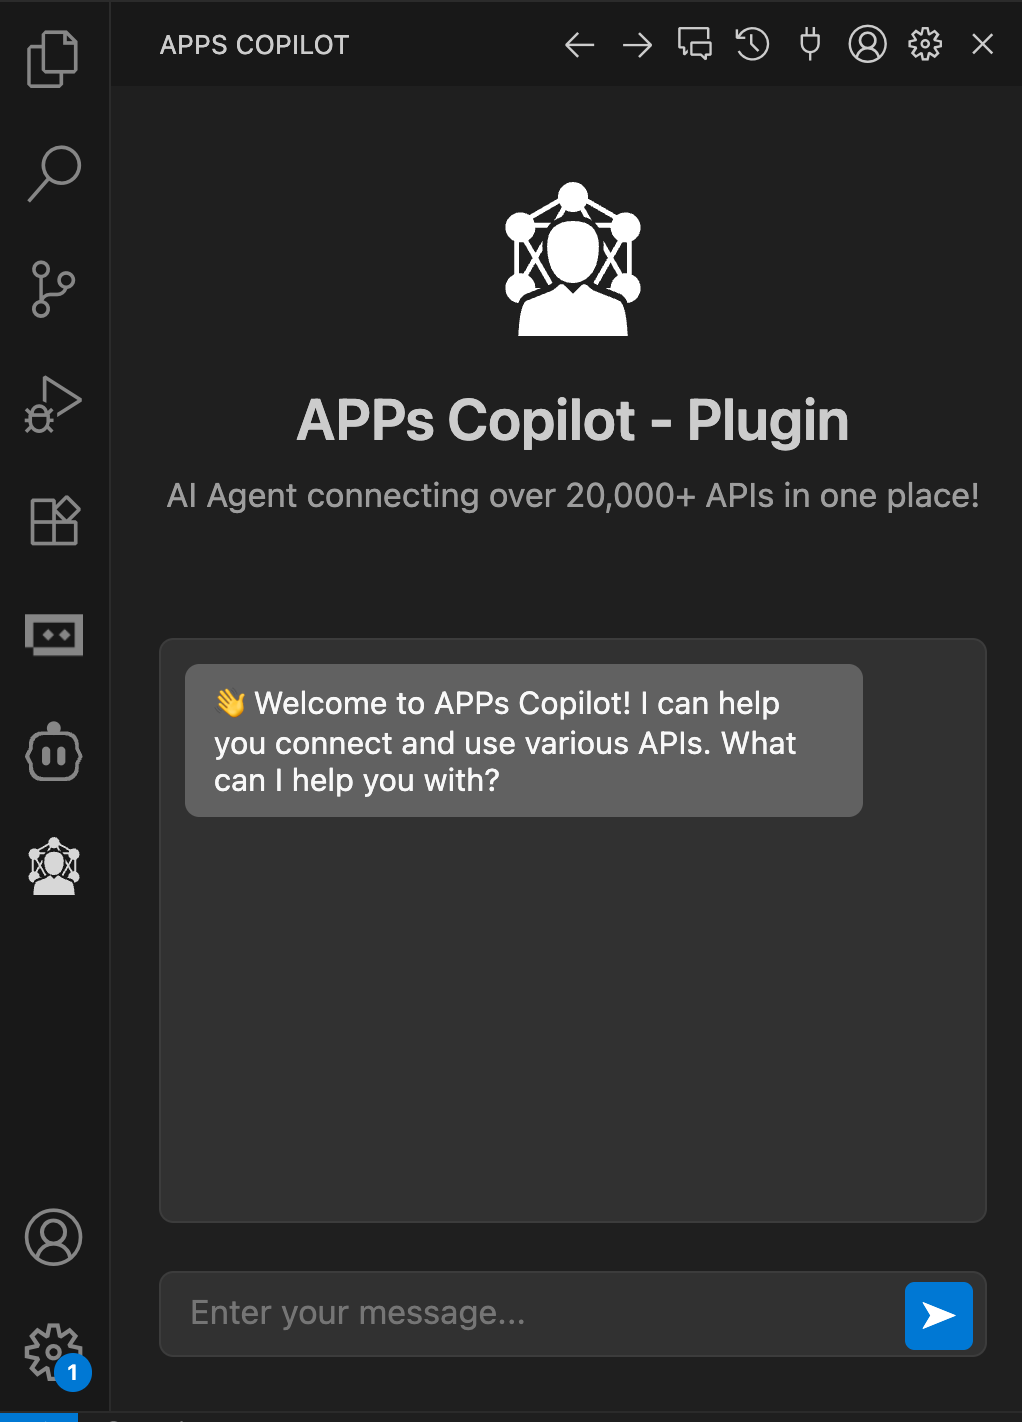 APPS COPILOT
APPs Copilot - Plugin
AI Agent connecting over 20,000+ APIs in one place!
👋 Welcome to APPs Copilot! I can help
you connect and use various APIs. What
can I help you with?
Enter your message...
1